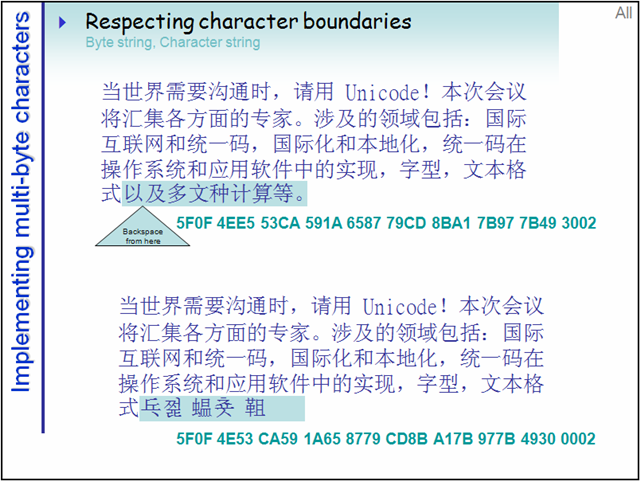 Implementing multi-byte characters
Respecting character boundaries
All
Byte string, Character string
当世界需要沟通时，请用 Unicode！本次会议
将汇集各方面的专家。涉及的领域包括：国际
互联网和统一码，国际化和本地化，统一码在
操作系统和应用软件中的实现，字型，文本格
式以及多文种计算等。
Backspace
from here
5F0F 4EE5 53CA 591A 6587 79CD 8BA1 7B97 7B49 3002
当世界需要沟通时，请用 Unicode！本次会议
将汇集各方面的专家。涉及的领域包括：国际
互联网和统一码，国际化和本地化，统一码在
操作系统和应用软件中的实现，字型，文本格
式乓쩙 蝹춋 靻
5F0F 4E53 CA59 1A65 8779 CD8B A17B 977B 4930 0002